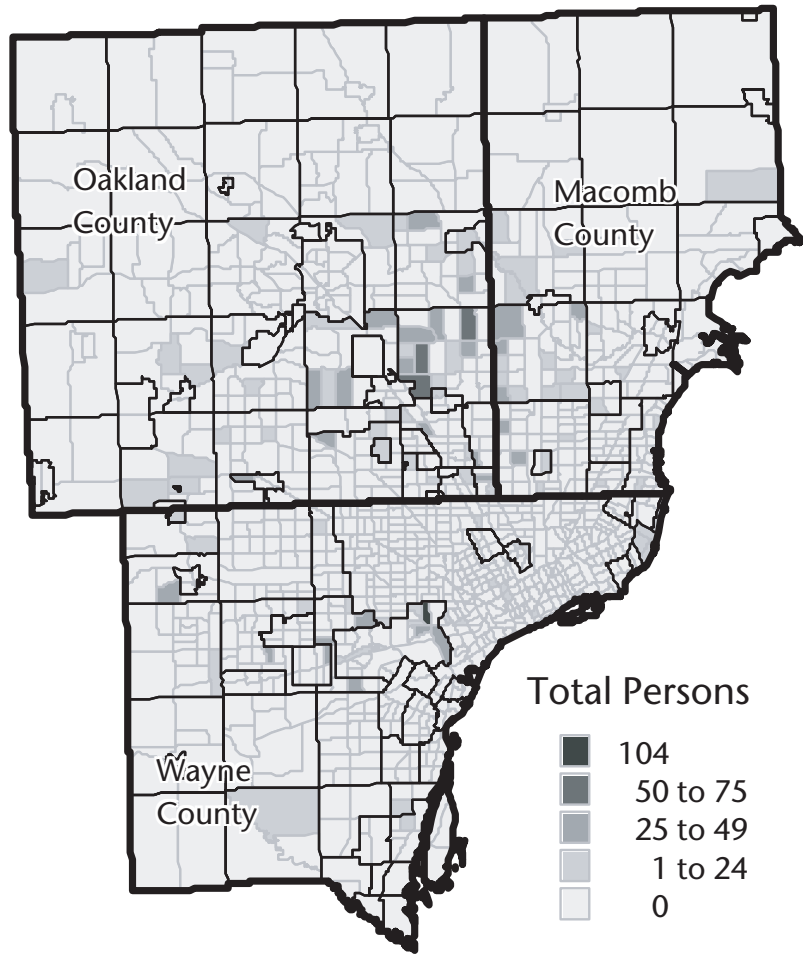 Oakland
County
Macomb
County
Total Persons
104
50 to 75
25 to 49
1 to 24
0
Wayne
County